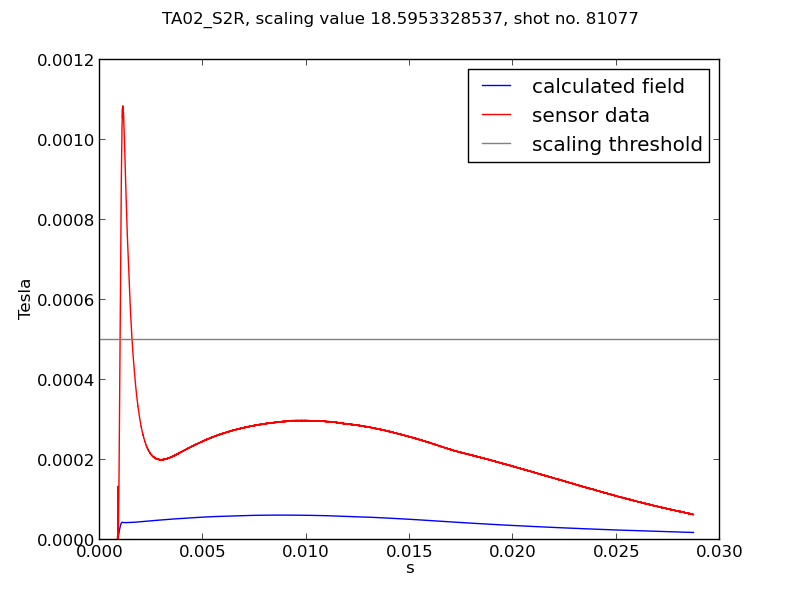 TA02_S2R, scaling value 18.5953328537, shot no. 81077
0.0012
0.0010
0.0008
0.0006
0.0004
0.0002
0.0000
Tesla
calculated field
sensor data
scaling threshold
0.000 0.005 0.010 0.015 0.020 0.025 0.030
s